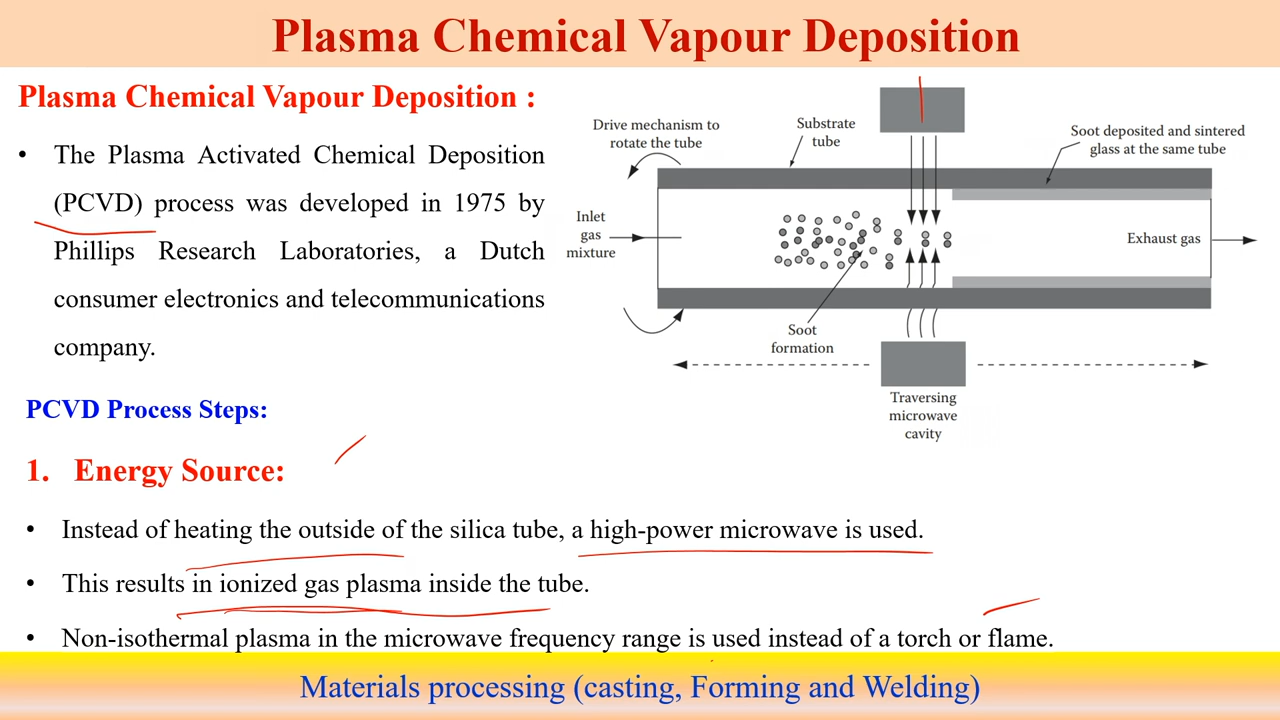 Plasma Chemical Vapour Deposition
Plasma Chemical Vapour Deposition :
• The Plasma Activated Chemical Deposition
(PCVD) process was developed in 1975 by
Phillips Research Laboratories, a Dutch
consumer electronics and telecommunications
company.
Drive mechanism to
rotate the tube
Substrate
tube
Soot deposited and sintered
glass at the same tube
Inlet
gas
mixture
Exhaust gas
Soot
formation
Traversing
microwave
cavity
PCVD Process Steps:
1. Energy Source:
• Instead of heating the outside of the silica tube, a high-power microwave is used.
• This results in ionized gas plasma inside the tube.
• Non-isothermal plasma in the microwave frequency range is used instead of a torch or flame.
Materials processing (casting, Forming and Welding)